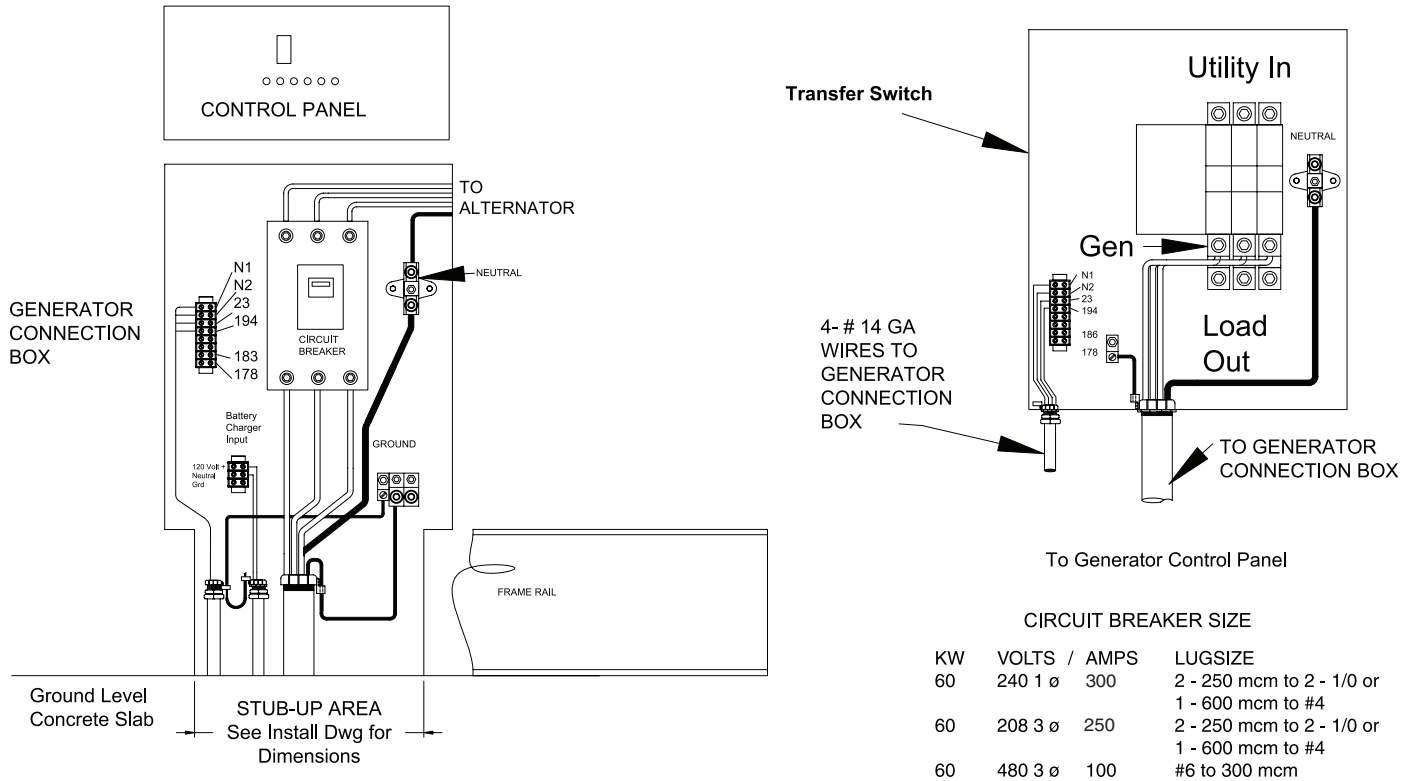 CONTROL PANEL
TO
ALTERNATOR
N1
N2
23
194
183
178
GENERATOR
CONNECTION
BOX
NEUTRAL
CIRCUIT
BREAKER
Battery
Charger
Input
120 Volt +
Neutral
Grd
GROUND
FRAME RAIL
Ground Level
Concrete Slab
STUB-UP AREA
See Install Dwg for
Dimensions
Transfer Switch
Utility In
NEUTRAL
Gen
N1
N2
23
194
186
178
Load
Out
4- # 14 GA
WIRES TO
GENERATOR
CONNECTION
BOX
TO GENERATOR
CONNECTION BOX
To Generator Control Panel
CIRCUIT BREAKER SIZE
KW VOLTS / AMPS LUGSIZE
60 240 1 ø 300 2 - 250 mcm to 2 - 1/0 or
1 - 600 mcm to #4
60 208 3 ø 250 2 - 250 mcm to 2 - 1/0 or
1 - 600 mcm to #4
60 480 3 ø 100 #6 to 300 mcm